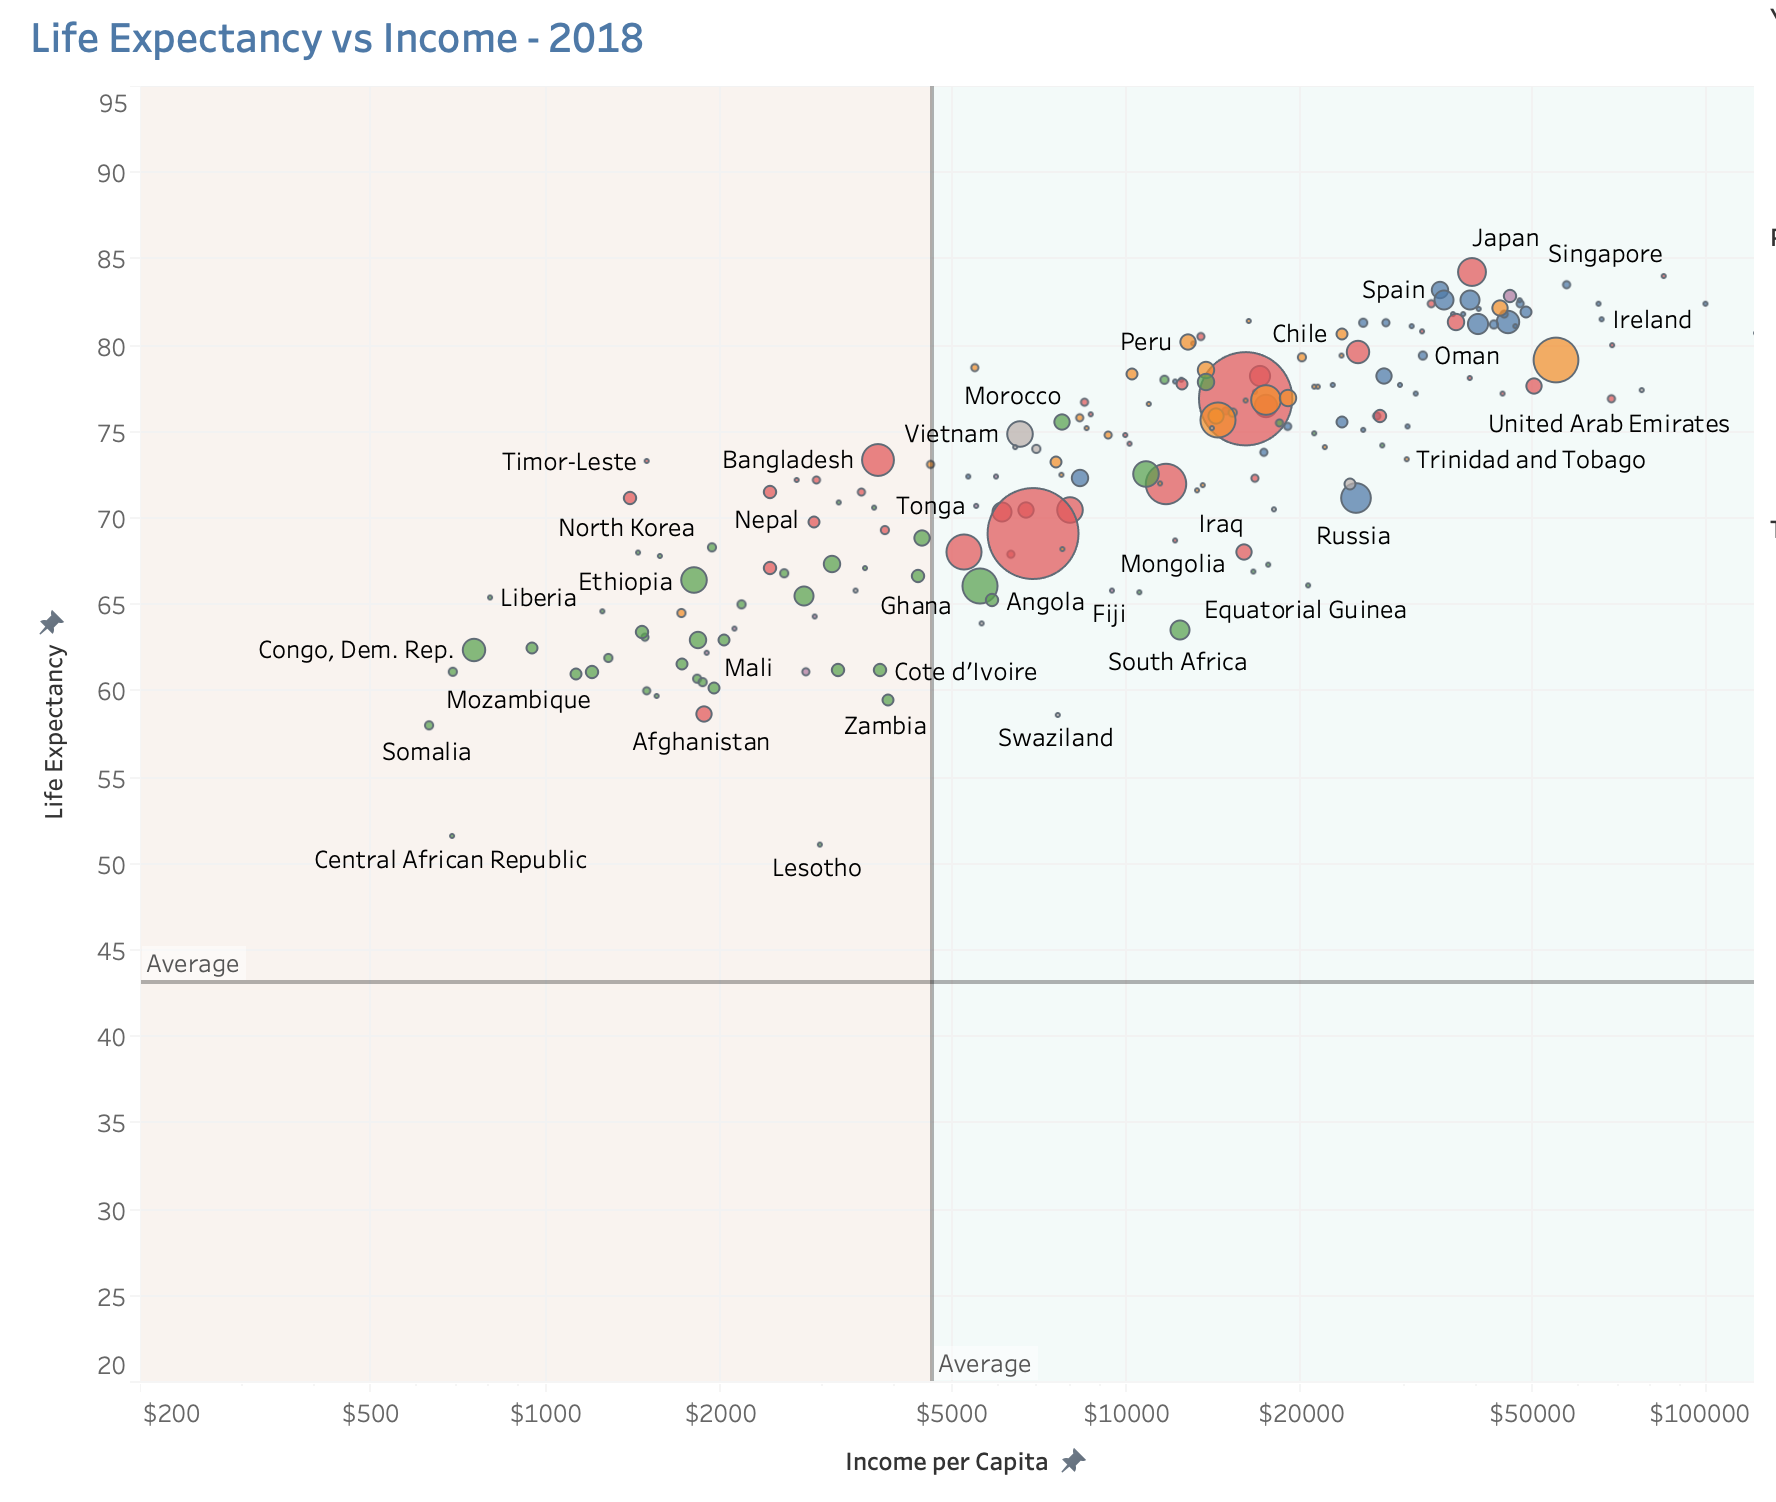 Life Expectancy vs Income - 2018
95
90
85
80
75
70
65
60
55
50
45
40
35
30
25
20
Life Expectancy
Japan
Singapore
Spain
Ireland
Peru
Chile
Oman
Morocco
United Arab Emirates
Vietnam
Timor-Leste
Bangladesh
Trinidad and Tobago
Tonga
North Korea
Nepal
Iraq
Russia
Mongolia
Ethiopia
Liberia
Ghana
Angola
Fiji
Equatorial Guinea
Congo, Dem. Rep.
Mali
Cote d’Ivoire
South Africa
Mozambique
Zambia
Swaziland
Afghanistan
Somalia
Central African Republic
Lesotho
Average
Average
$200
$500
$1000
$2000
$5000
$10000
$20000
$50000
$100000
Income per Capita